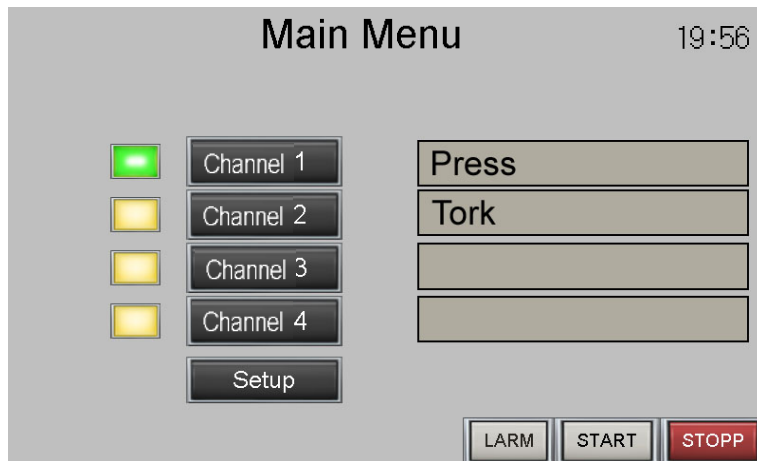 Main Menu 19:56
Channel 1 Press
Channel 2 Tork
Channel 3
Channel 4
Setup
LARM START STOPP